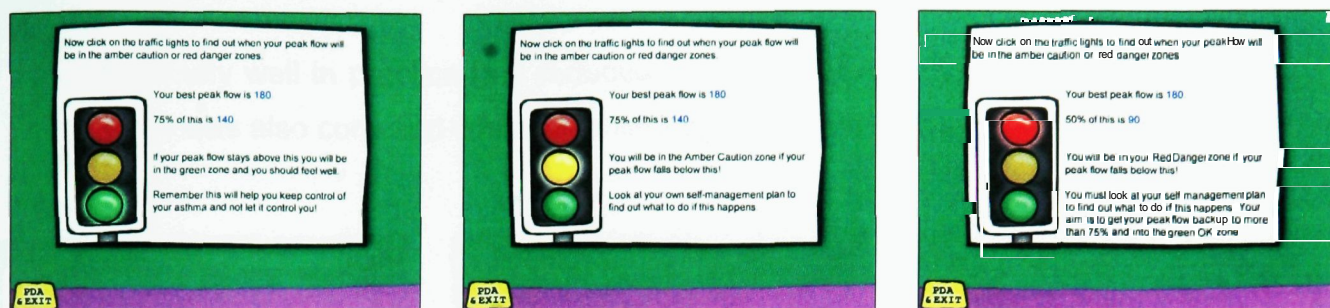 Now click on the traffic lights to find out when your peak flow will
be in the amber caution or red danger zones.
Your best peak flow is 180
75% of this is 140
If your peak flow stays above this you will be
in the green zone and you should feel well.
Remember this will help you keep control of
your asthma and not let it control you!
PDA
& EXIT
Now click on the traffic lights to find out when your peak flow will
be in the amber caution or red danger zones.
Your best peak flow is 180
75% of this is 140
You will be in the Amber Caution zone if your
peak flow falls below this!
Look at your own self-management plan to
find out what to do if this happens
PDA
& EXIT
Now click on the traffic lights to find out when your peak How will
be in the amber caution or red danger zones
Your best peak flow is 180
50% of this is 90
You will be in your Red Danger zone if your
peak flow falls below this!
You must look at your self management plan
to find out what to do if this happens Your
aim is to get your peak flow back up to more
than 75% and into the green OK zone
PDA
& EXIT